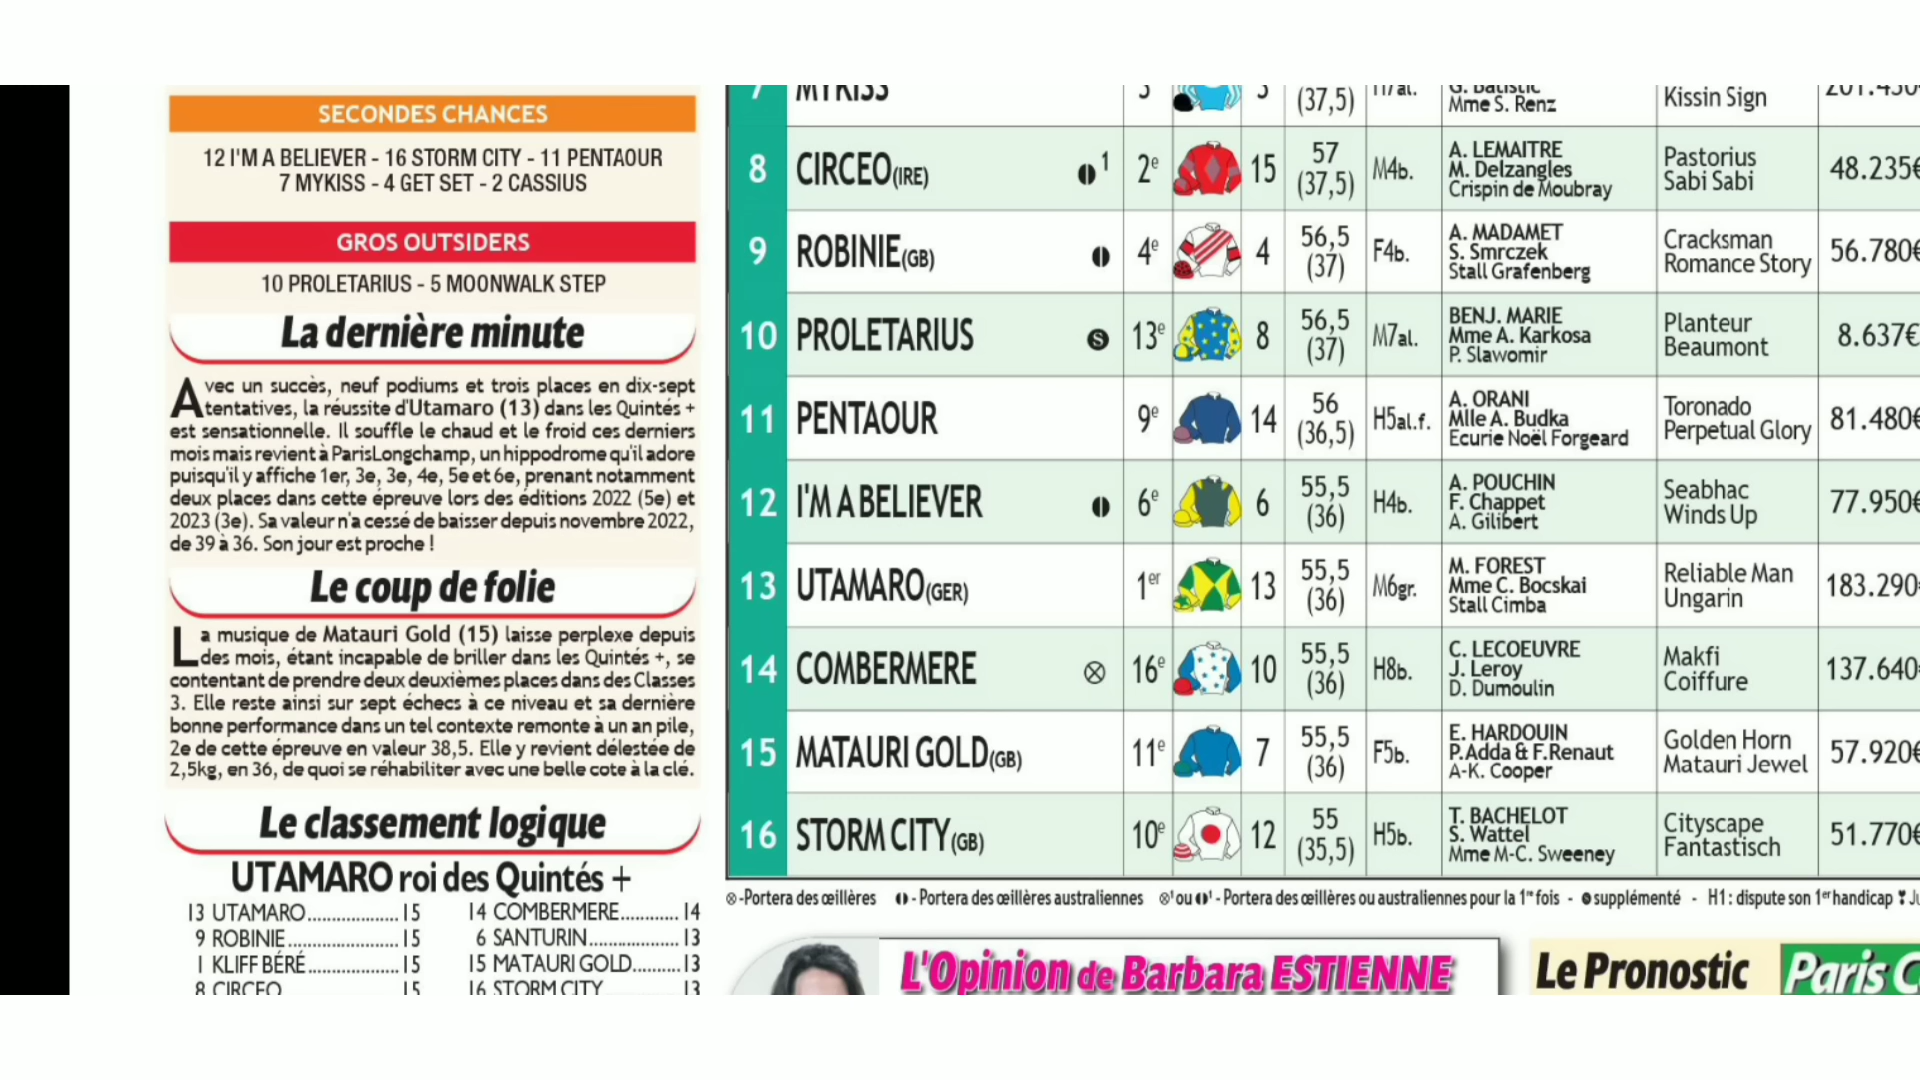 SECONDES CHANCES
12 I'M A BELIEVER - 16 STORM CITY - 11 PENTAOUR
7 MYKISS - 4 GET SET - 2 CASSIUS
GROS OUTSIDERS
10 PROLETARIUS - 5 MOONWALK STEP
La dernière minute
Avec un succès, neuf podiums et trois places en dix-sept
tentatives, la réussite d'Utamaro (13) dans les Quintés +
est sensationnelle. Il souffle le chaud et le froid ces derniers
mois mais revient à ParisLongchamp, un hippodrome qu'il adore
puisqu'il y affiche 1er, 3e, 3e, 4e, 5e et 6e, prenant notamment
deux places dans cette épreuve lors des éditions 2022 (5e) et
2023 (3e). Sa valeur n'a cessé de baisser depuis novembre 2022,
de 39 à 36. Son jour est proche !
Le coup de folie
La musique de Matauri Gold (15) laisse perplexe depuis
des mois, étant incapable de briller dans les Quintés +, se
contentant de prendre deux deuxièmes places dans des Classes
3. Elle reste ainsi sur sept échecs à ce niveau et sa dernière
bonne performance dans un tel contexte remonte à un an pile,
2e de cette épreuve en valeur 38,5. Elle y revient délestée de
2,5kg, en 36, de quoi se réhabiliter avec une belle cote à la clé.
Le classement logique
UTAMARO roi des Quintés +
13 UTAMARO....................15
9 ROBINIE........................15
1 KLIFF BÉRÉ....................15
8 CIRCEO 15
14 COMBERMERE............14
6 SANTURIN...................13
15 MATAURI GOLD..........13
16 STORM CITY 13
7 MYKISS 3 (37,5) G. Batistic Mme S. Renz Kissin Sign
8 CIRCEO(IRE) 1 2e 15 57 (37,5) M4b. A. LEMAITRE M. Delzangles Crispin de Moubray Pastorius Sabi Sabi 48.235€
9 ROBINIE(GB) 4e 4 56,5 (37) F4b. A. MADAMET S. Smrczek Stall Grafenberg Cracksman Romance Story 56.780€
10 PROLETARIUS S 13e 8 56,5 (37) M7al. BENJ. MARIE Mme A. Karkosa P. Slawomir Planteur Beaumont 8.637€
11 PENTAOUR 9e 14 56 (36,5) H5al.f. A. ORANI Mlle A. Budka Ecurie Noël Forgeard Toronado Perpetual Glory 81.480€
12 I'M A BELIEVER 6e 6 55,5 (36) H4b. A. POUCHIN F. Chappet A. Gilibert Seabhac Winds Up 77.950€
13 UTAMARO(GER) 1er 13 55,5 (36) M6gr. M. FOREST Mme C. Bocskai Stall Cimba Reliable Man Ungarin 183.290
14 COMBERMERE ⊗ 16e 10 55,5 (36) H8b. C. LECOEUVRE J. Leroy D. Dumoulin Makfi Coiffure 137.640
15 MATAURI GOLD(GB) 11e 7 55,5 (36) F5b. E. HARDOUIN P.Adda & F.Renaut A-K. Cooper Golden Horn Matauri Jewel 57.920€
16 STORM CITY(GB) 10e 12 55 (35,5) H5b. T. BACHELOT S. Wattel Mme M-C. Sweeney Cityscape Fantastisch 51.770€
⊗-Portera des œillères - Portera des œillères australiennes ⊗1 ou 1 - Portera des œillères ou australiennes pour la 1re fois - supplémenté - H1 : dispute son 1er handicap
L'Opinion de Barbara ESTIENNE
Le Pronostic Paris